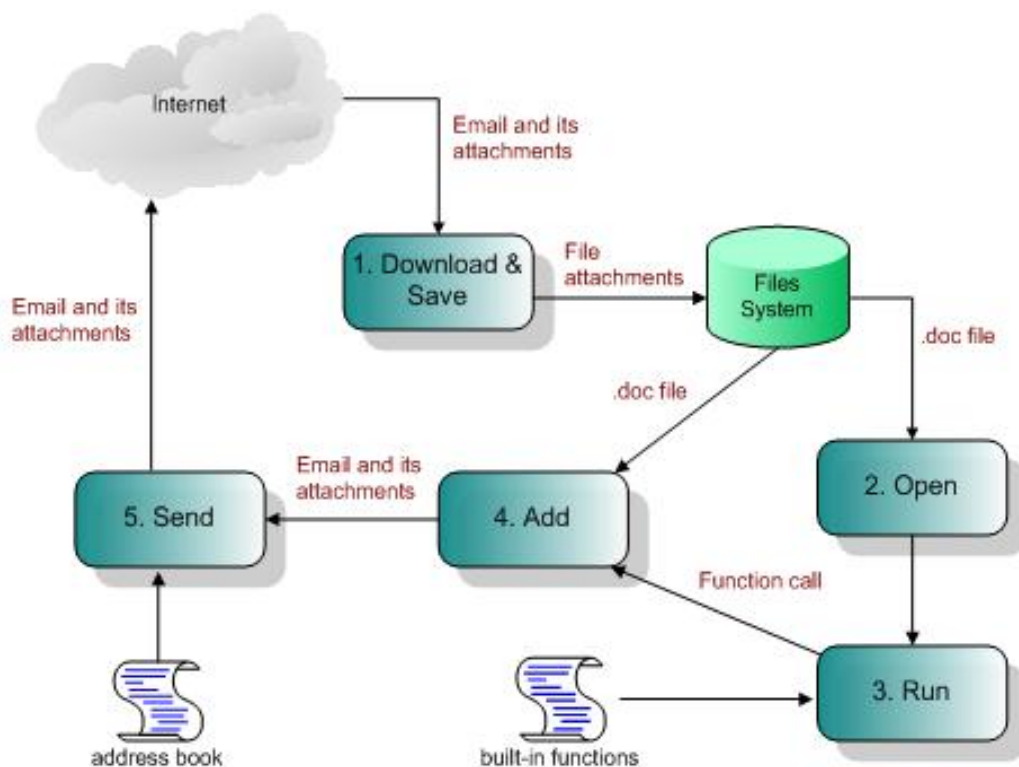 Internet
Email and its
attachments
1. Download &
Save
File
attachments
Files
System
.doc file
.doc file
Email and its
attachments
2. Open
Email and its
attachments
4. Add
5. Send
Function call
3. Run
address book
built-in functions